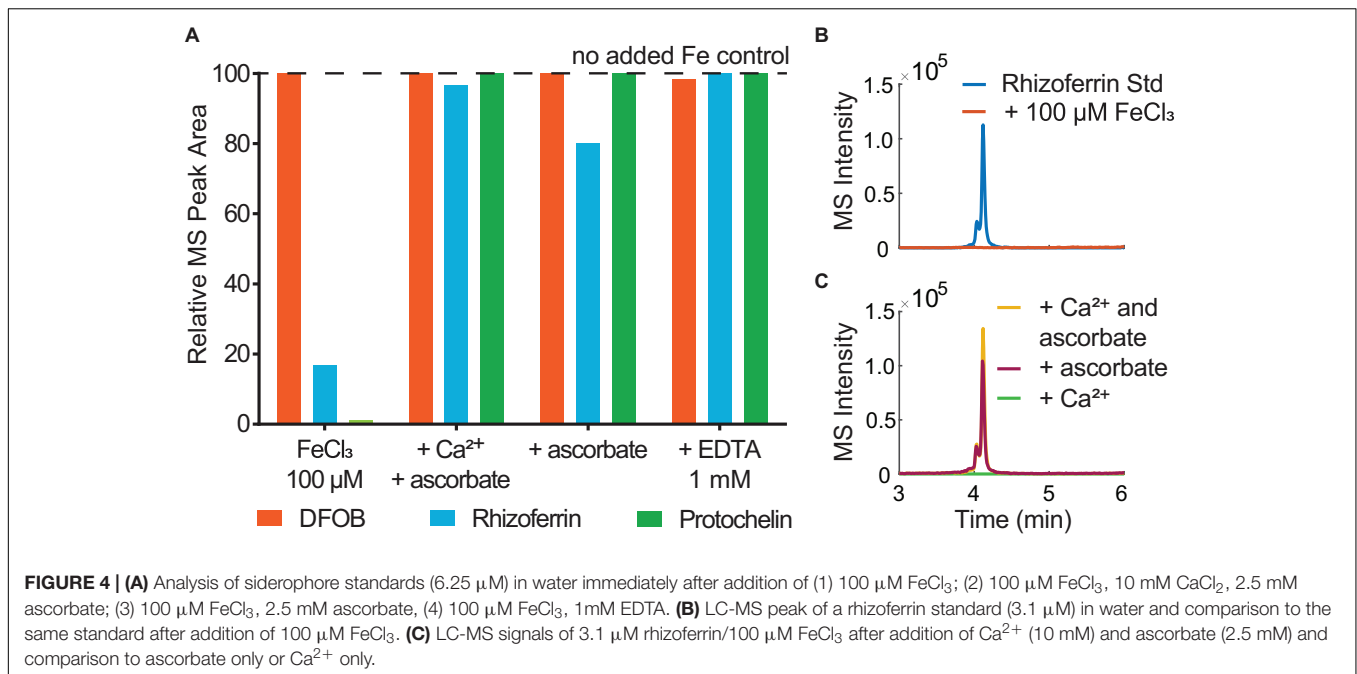 A
no added Fe control
Relative MS Peak Area
100
80
60
40
20
0
FeCl₃
100 µM
+ Ca²⁺
+ ascorbate
+ ascorbate
+ EDTA
1 mM
DFOB
Rhizoferrin
Protochelin
B
× 10⁵
MS Intensity
1.5
1.0
0.5
0
Rhizoferrin Std
+ 100 µM FeCl₃
C
× 10⁵
MS Intensity
1.5
1.0
0.5
0
+ Ca²⁺ and
ascorbate
+ ascorbate
+ Ca²⁺
3 4 5 6
Time (min)
FIGURE 4 | (A) Analysis of siderophore standards (6.25 µM) in water immediately after addition of (1) 100 µM FeCl₃; (2) 100 µM FeCl₃, 10 mM CaCl₂, 2.5 mM
ascorbate; (3) 100 µM FeCl₃, 2.5 mM ascorbate, (4) 100 µM FeCl₃, 1mM EDTA. (B) LC-MS peak of a rhizoferrin standard (3.1 µM) in water and comparison to the
same standard after addition of 100 µM FeCl₃. (C) LC-MS signals of 3.1 µM rhizoferrin/100 µM FeCl₃ after addition of Ca²⁺ (10 mM) and ascorbate (2.5 mM) and
comparison to ascorbate only or Ca²⁺ only.